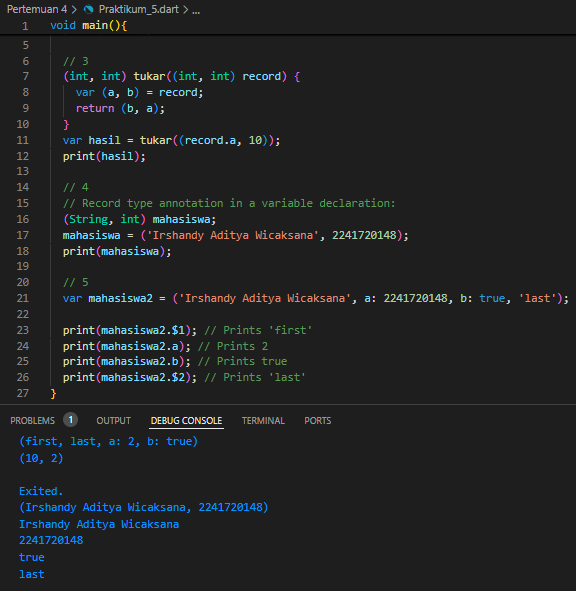 Pertemuan 4 > Praktikum_5.dart > ...
1 void main(){
5
6 // 3
7 (int, int) tukar((int, int) record) {
8 var (a, b) = record;
9 return (b, a);
10 }
11 var hasil = tukar((record.a, 10));
12 print(hasil);
13
14 // 4
15 // Record type annotation in a variable declaration:
16 (String, int) mahasiswa;
17 mahasiswa = ('Irshandy Aditya Wicaksana', 2241720148);
18 print(mahasiswa);
19
20 // 5
21 var mahasiswa2 = ('Irshandy Aditya Wicaksana', a: 2241720148, b: true, 'last');
22
23 print(mahasiswa2.$1); // Prints 'first'
24 print(mahasiswa2.a); // Prints 2
25 print(mahasiswa2.b); // Prints true
26 print(mahasiswa2.$2); // Prints 'last'
27 }
PROBLEMS 1 OUTPUT DEBUG CONSOLE TERMINAL PORTS
(first, last, a: 2, b: true)
(10, 2)
Exited.
(Irshandy Aditya Wicaksana, 2241720148)
Irshandy Aditya Wicaksana
2241720148
true
last